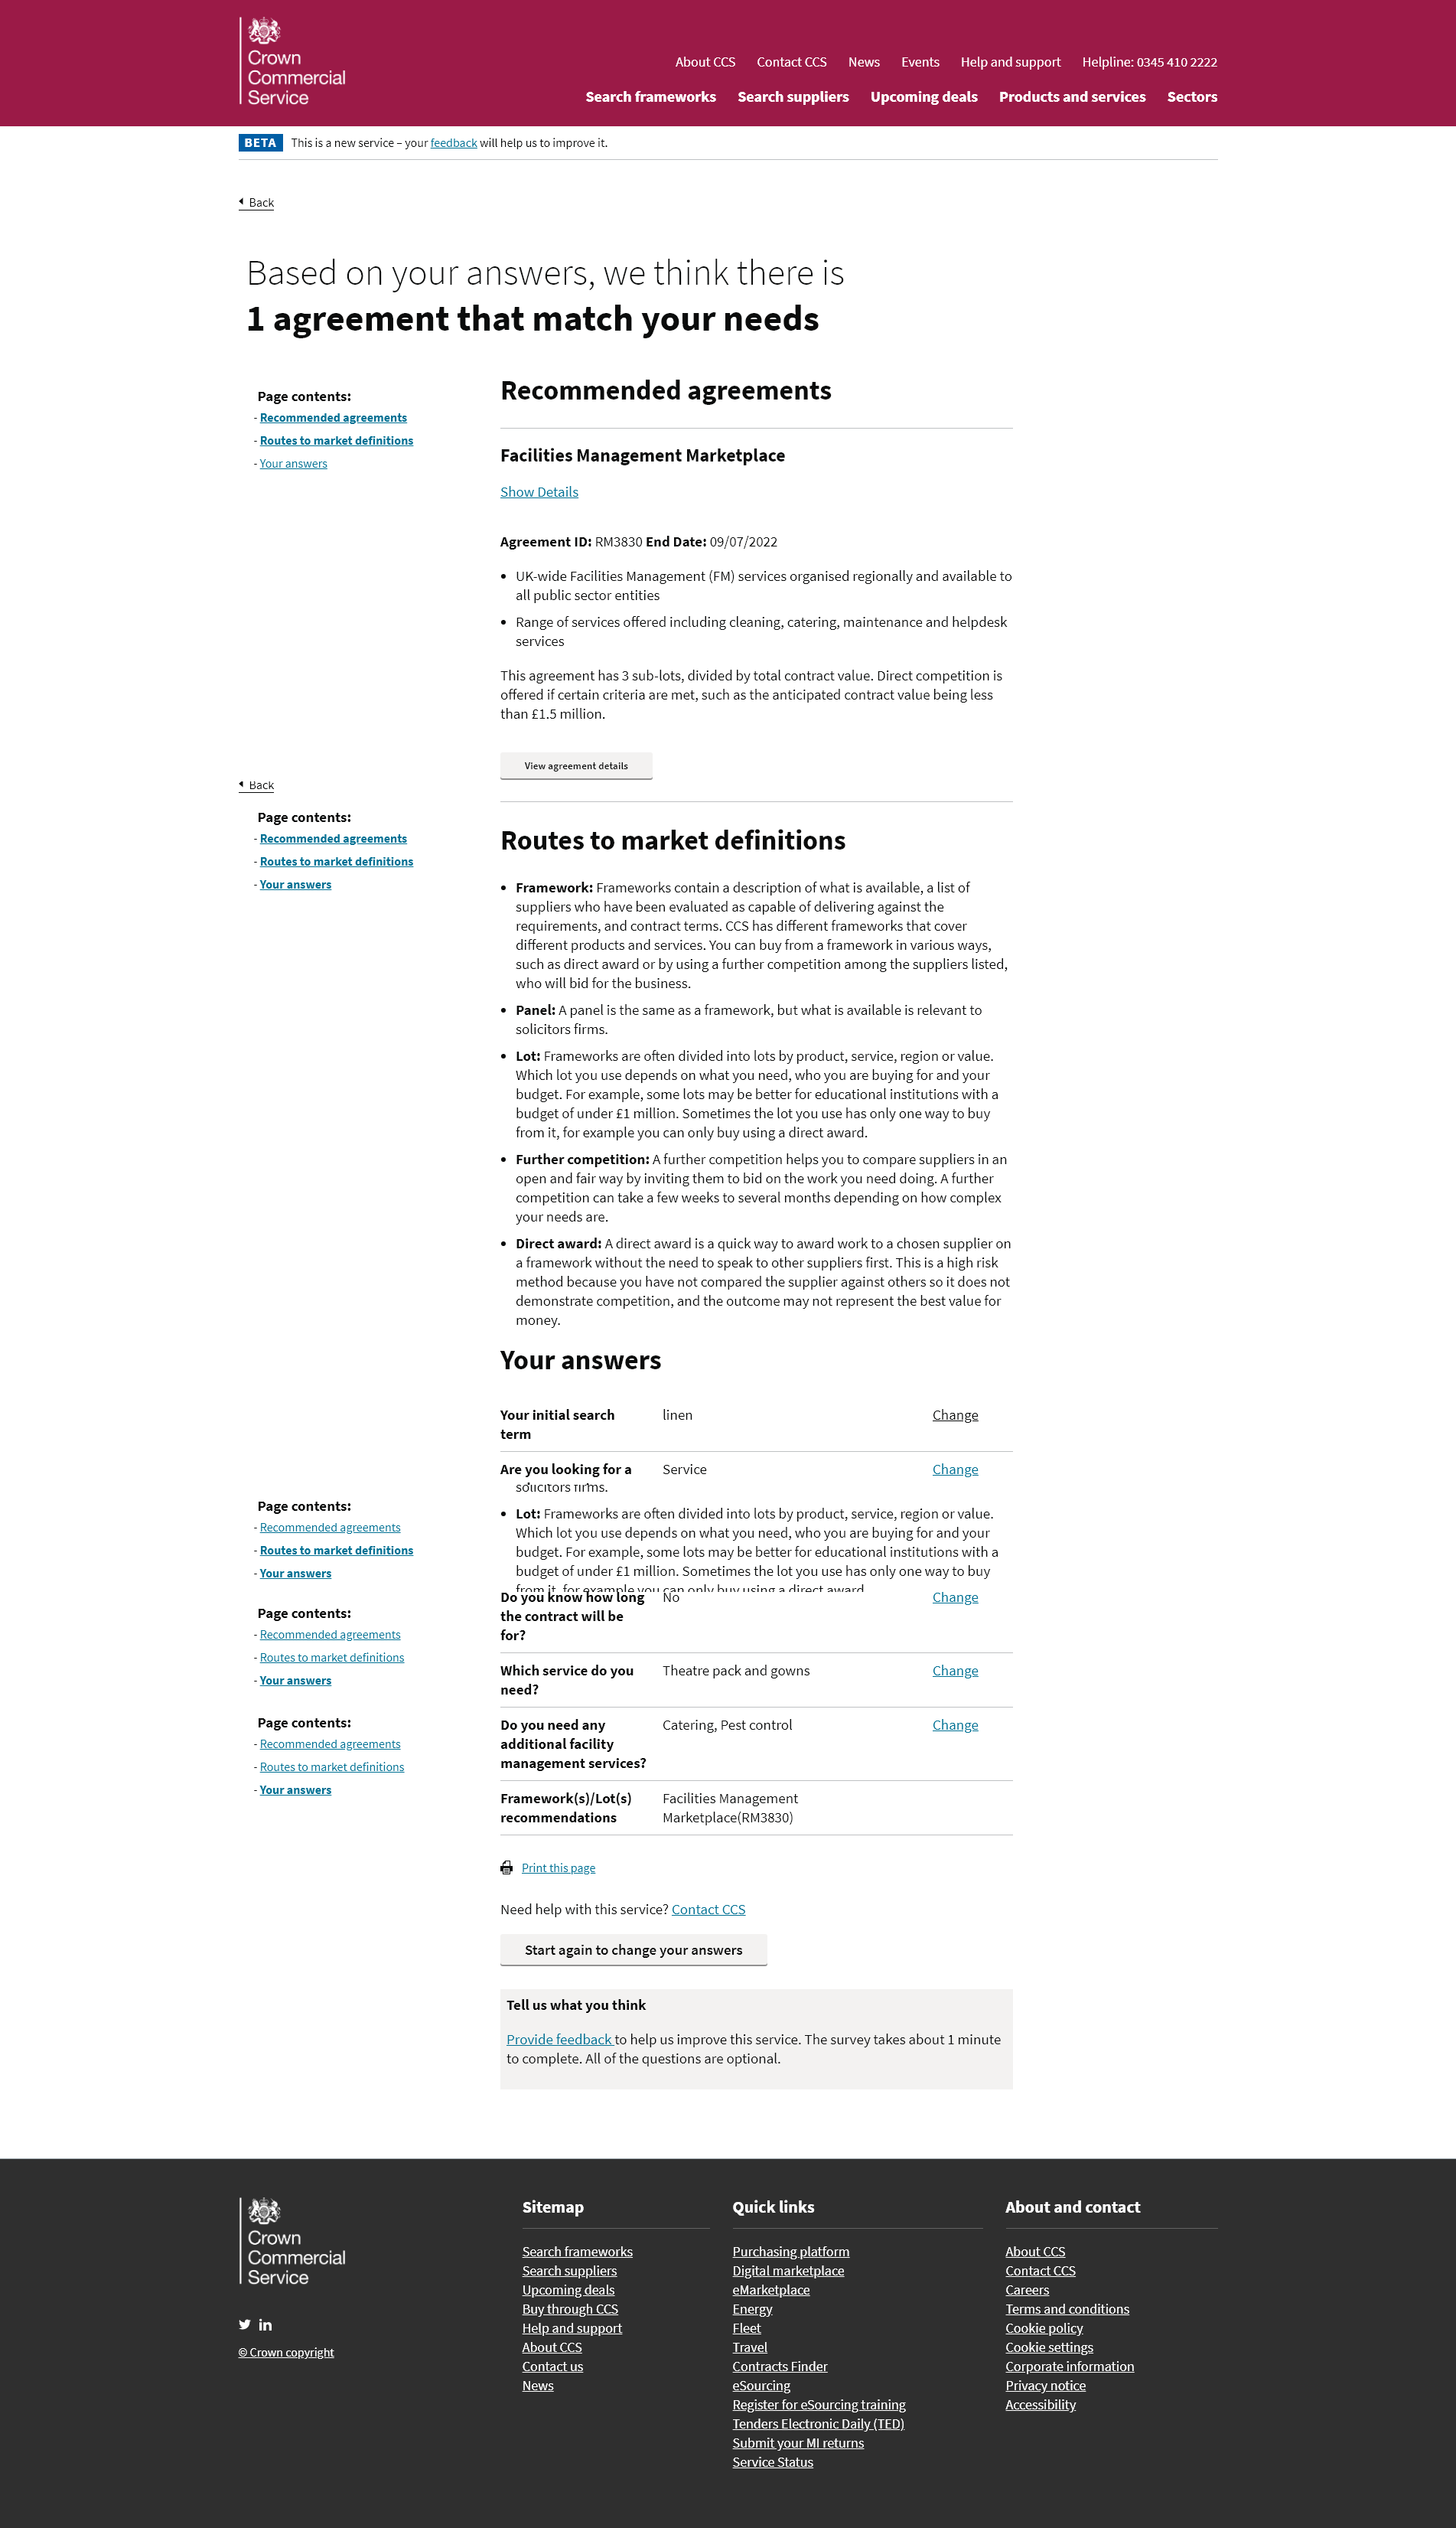 Crown
Commercial
Service
About CCS Contact CCS News Events Help and support Helpline: 0345 410 2222
Search frameworks Search suppliers Upcoming deals Products and services Sectors
BETA This is a new service – your feedback will help us to improve it.
Back
Based on your answers, we think there is
1 agreement that match your needs
Page contents:
- Recommended agreements
- Routes to market definitions
- Your answers
Recommended agreements
Facilities Management Marketplace
Show Details
Agreement ID: RM3830 End Date: 09/07/2022
• UK-wide Facilities Management (FM) services organised regionally and available to
all public sector entities
• Range of services offered including cleaning, catering, maintenance and helpdesk
services
This agreement has 3 sub-lots, divided by total contract value. Direct competition is
offered if certain criteria are met, such as the anticipated contract value being less
than £1.5 million.
View agreement details
Back
Page contents:
- Recommended agreements
- Routes to market definitions
- Your answers
Routes to market definitions
• Framework: Frameworks contain a description of what is available, a list of
suppliers who have been evaluated as capable of delivering against the
requirements, and contract terms. CCS has different frameworks that cover
different products and services. You can buy from a framework in various ways,
such as direct award or by using a further competition among the suppliers listed,
who will bid for the business.
• Panel: A panel is the same as a framework, but what is available is relevant to
solicitors firms.
• Lot: Frameworks are often divided into lots by product, service, region or value.
Which lot you use depends on what you need, who you are buying for and your
budget. For example, some lots may be better for educational institutions with a
budget of under £1 million. Sometimes the lot you use has only one way to buy
from it, for example you can only buy using a direct award.
• Further competition: A further competition helps you to compare suppliers in an
open and fair way by inviting them to bid on the work you need doing. A further
competition can take a few weeks to several months depending on how complex
your needs are.
• Direct award: A direct award is a quick way to award work to a chosen supplier on
a framework without the need to speak to other suppliers first. This is a high risk
method because you have not compared the supplier against others so it does not
demonstrate competition, and the outcome may not represent the best value for
money.
Your answers
Your initial search linen Change
term
Are you looking for a Service Change
solicitors firms.
Page contents:
- Recommended agreements
- Routes to market definitions
- Your answers
• Lot: Frameworks are often divided into lots by product, service, region or value.
Which lot you use depends on what you need, who you are buying for and your
budget. For example, some lots may be better for educational institutions with a
budget of under £1 million. Sometimes the lot you use has only one way to buy
from it, for example you can only buy using a direct award.
Do you know how long No Change
the contract will be
for?
Page contents:
- Recommended agreements
- Routes to market definitions
- Your answers
Which service do you Theatre pack and gowns Change
need?
Do you need any Catering, Pest control Change
additional facility
management services?
Page contents:
- Recommended agreements
- Routes to market definitions
- Your answers
Framework(s)/Lot(s) Facilities Management
recommendations Marketplace(RM3830)
Print this page
Need help with this service? Contact CCS
Start again to change your answers
Tell us what you think
Provide feedback to help us improve this service. The survey takes about 1 minute
to complete. All of the questions are optional.
Crown
Commercial
Service
© Crown copyright
Sitemap
Search frameworks
Search suppliers
Upcoming deals
Buy through CCS
Help and support
About CCS
Contact us
News
Quick links
Purchasing platform
Digital marketplace
eMarketplace
Energy
Fleet
Travel
Contracts Finder
eSourcing
Register for eSourcing training
Tenders Electronic Daily (TED)
Submit your MI returns
Service Status
About and contact
About CCS
Contact CCS
Careers
Terms and conditions
Cookie policy
Cookie settings
Corporate information
Privacy notice
Accessibility